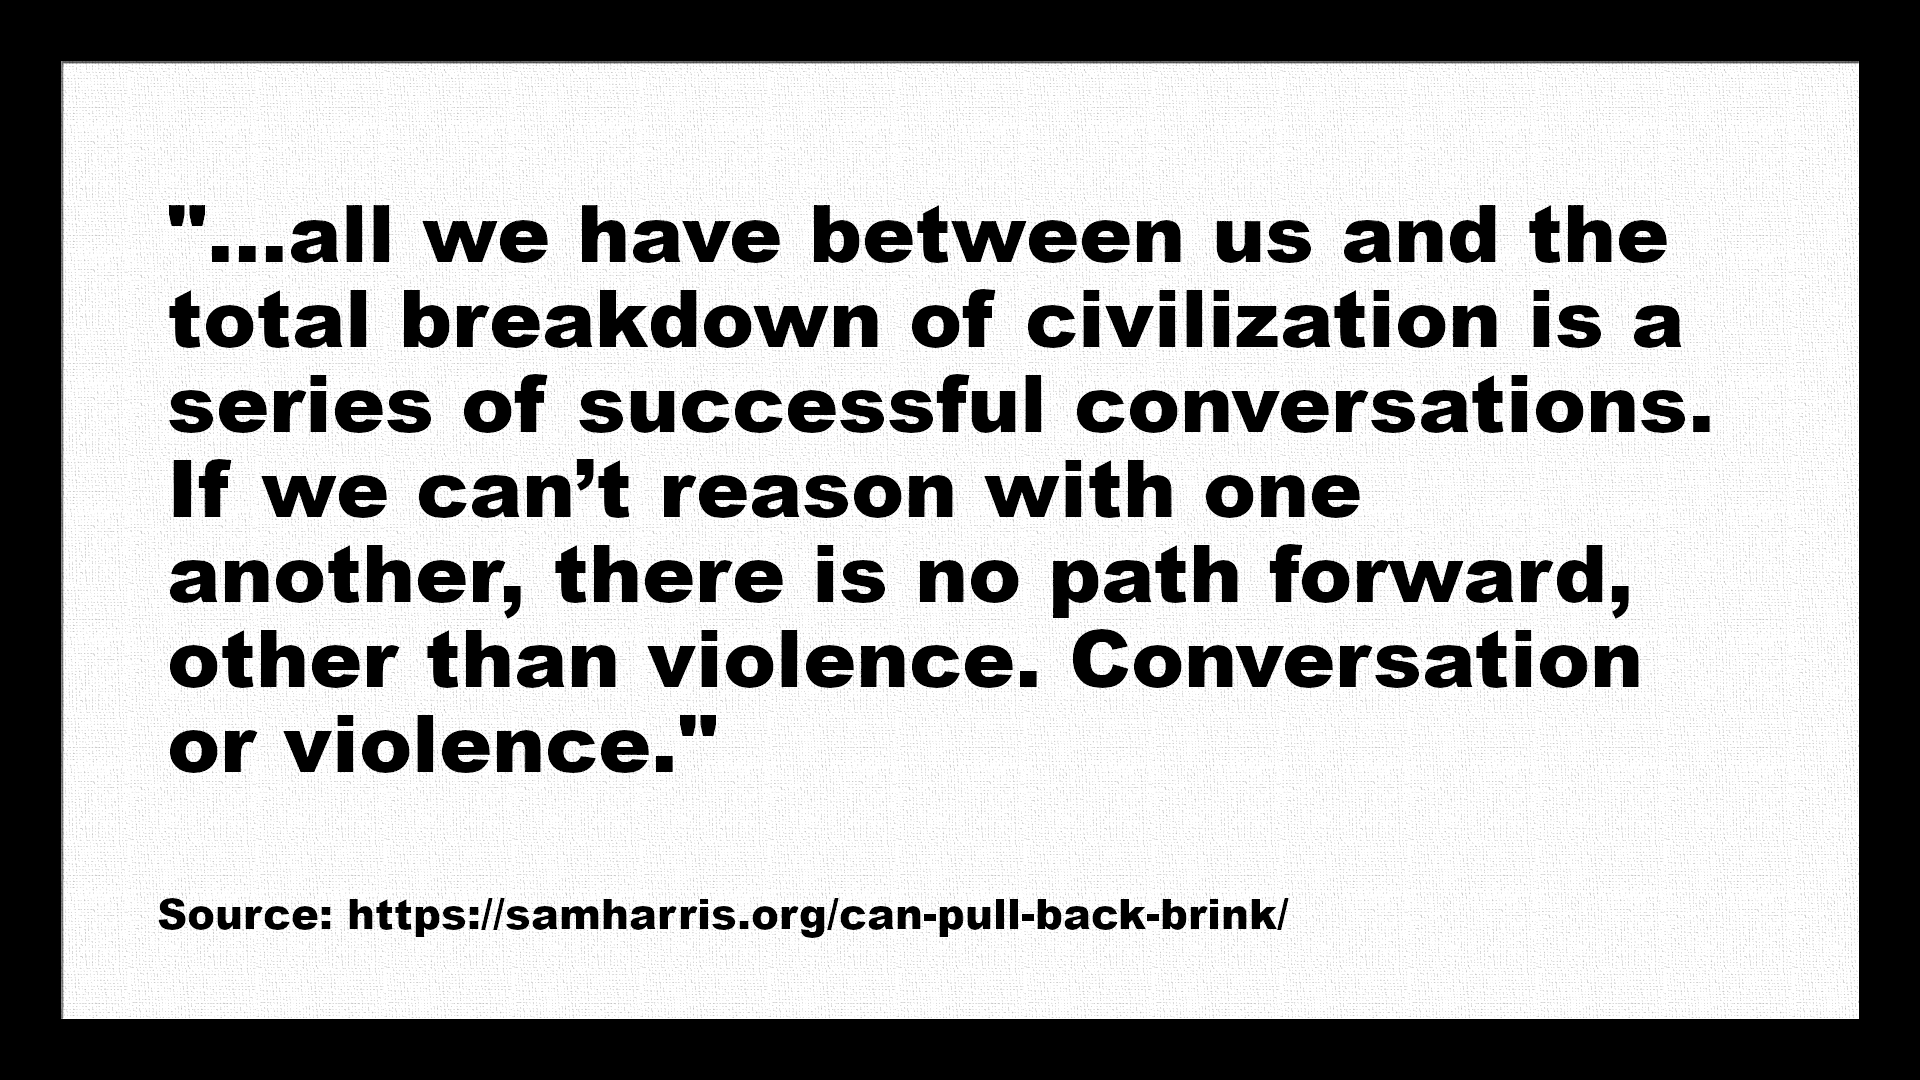 "...all we have between us and the
total breakdown of civilization is a
series of successful conversations.
If we can’t reason with one
another, there is no path forward,
other than violence. Conversation
or violence."
Source: https://samharris.org/can-pull-back-brink/